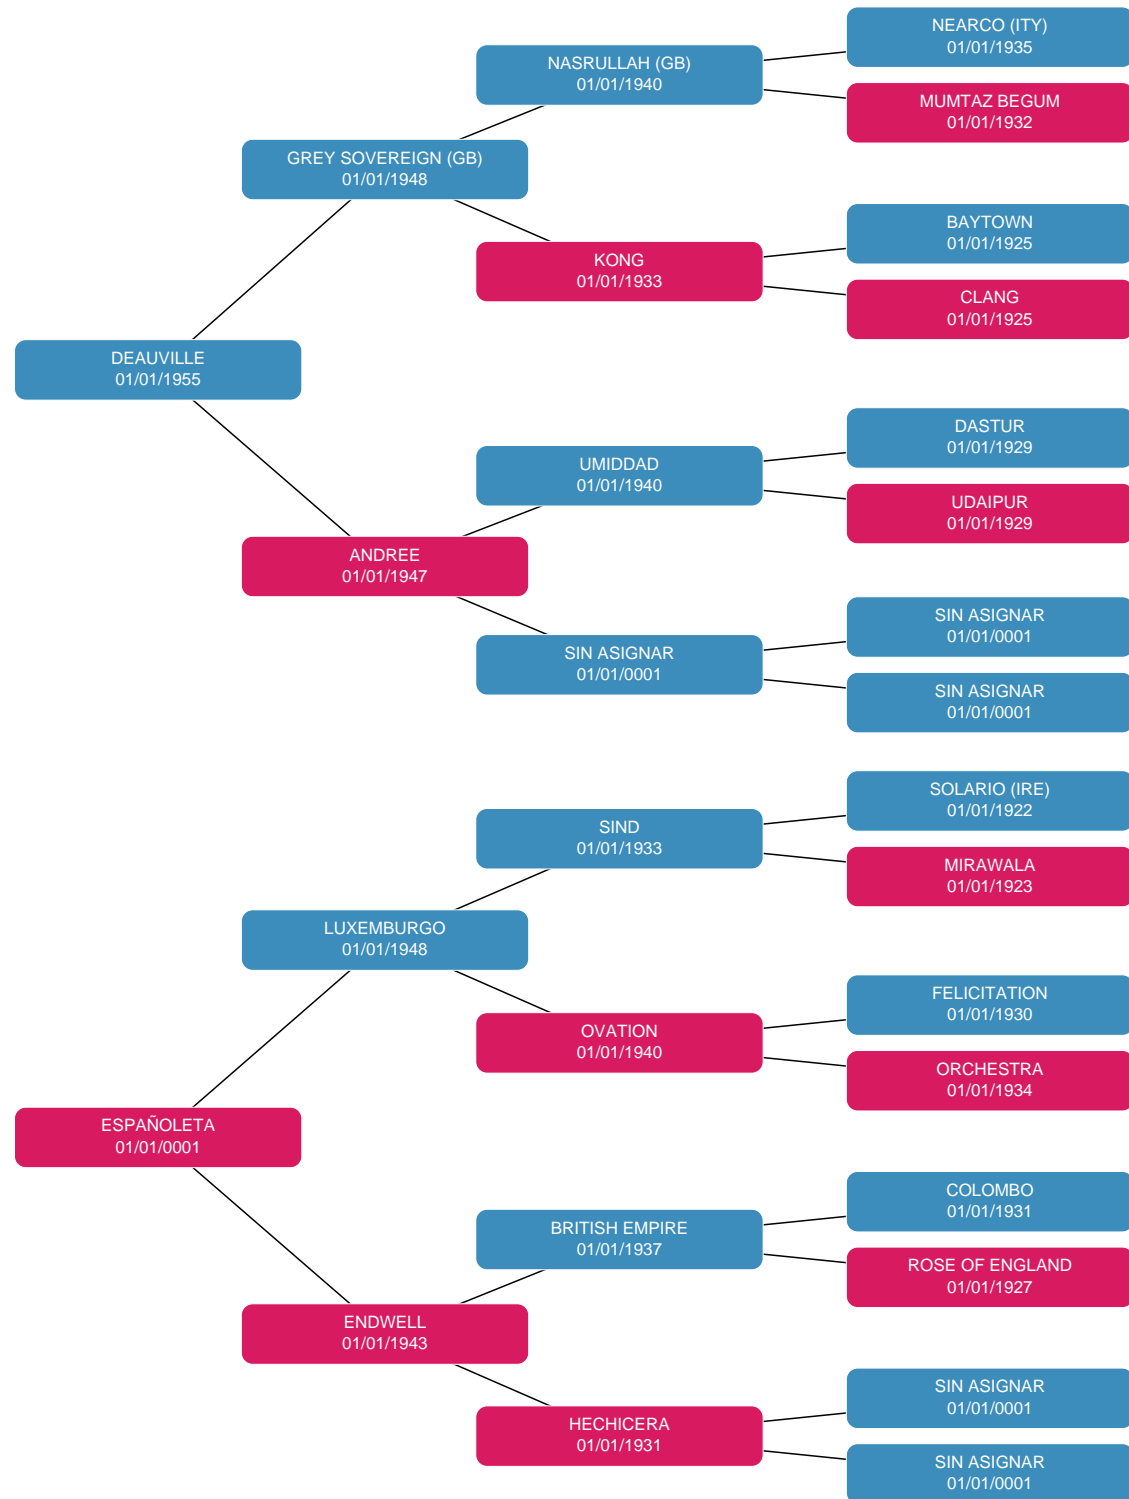 NEARCO (ITY)
01/01/1935
NASRULLAH (GB)
01/01/1940
MUMTAZ BEGUM
01/01/1932
GREY SOVEREIGN (GB)
01/01/1948
BAYTOWN
01/01/1925
KONG
01/01/1933
CLANG
01/01/1925
DEAUVILLE
01/01/1955
DASTUR
01/01/1929
UMIDDAD
01/01/1940
UDAIPUR
01/01/1929
ANDREE
01/01/1947
SIN ASIGNAR
01/01/0001
SIN ASIGNAR
01/01/0001
SIN ASIGNAR
01/01/0001
SOLARIO (IRE)
01/01/1922
SIND
01/01/1933
MIRAWALA
01/01/1923
LUXEMBURGO
01/01/1948
FELICITATION
01/01/1930
OVATION
01/01/1940
ORCHESTRA
01/01/1934
ESPAÑOLETA
01/01/0001
COLOMBO
01/01/1931
BRITISH EMPIRE
01/01/1937
ROSE OF ENGLAND
01/01/1927
ENDWELL
01/01/1943
SIN ASIGNAR
01/01/0001
HECHICERA
01/01/1931
SIN ASIGNAR
01/01/0001